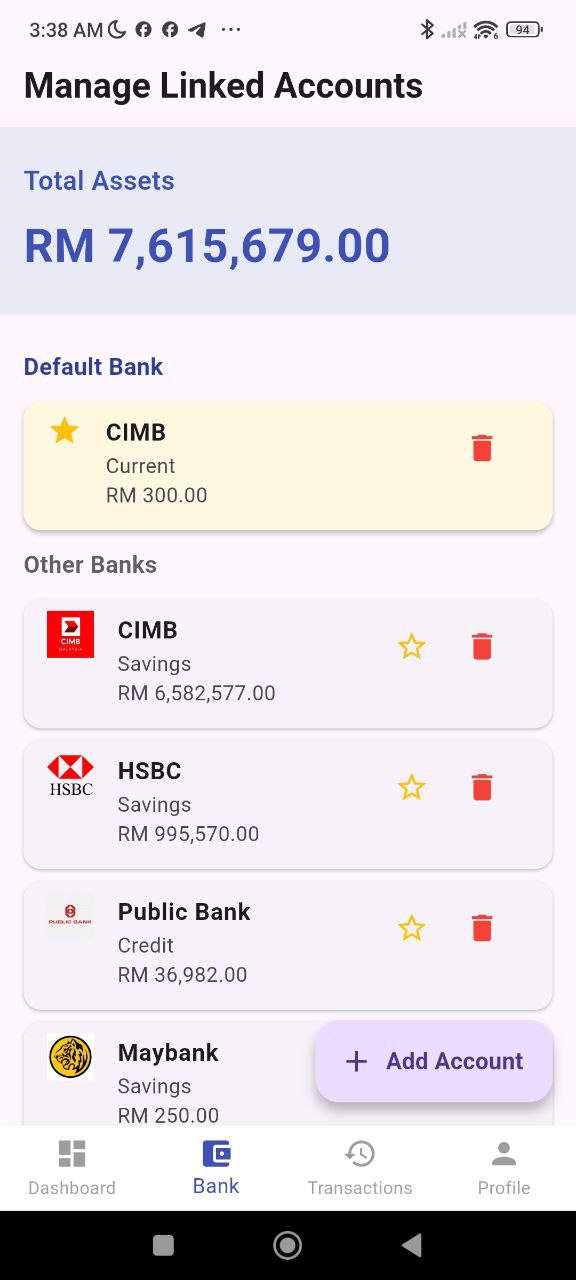 3:38 AM
94
Manage Linked Accounts
Total Assets
RM 7,615,679.00
Default Bank
CIMB
Current
RM 300.00
Other Banks
CIMB
MALAYSIA
CIMB
Savings
RM 6,582,577.00
HSBC
HSBC
Savings
RM 995,570.00
PUBLIC BANK
Public Bank
Credit
RM 36,982.00
Maybank
Savings
RM 250.00
+ Add Account
Dashboard
Bank
Transactions
Profile